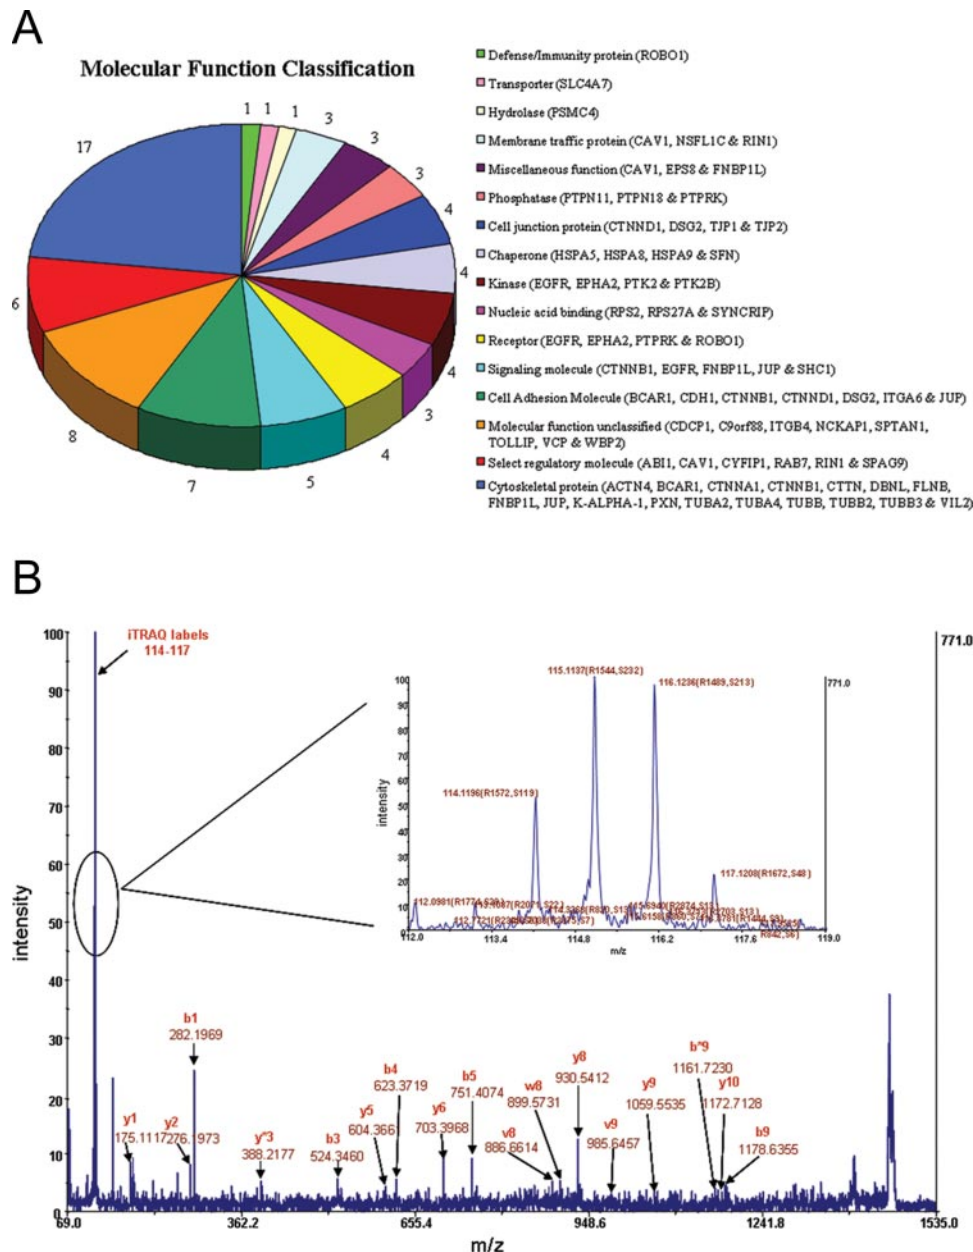 A
Molecular Function Classification
1
1
1
3
3
3
4
4
4
3
4
5
7
8
6
17
Defense/Immunity protein (ROBO1)
Transporter (SLC4A7)
Hydrolase (PSMC4)
Membrane traffic protein (CAV1, NSFL1C & RIN1)
Miscellaneous function (CAV1, EPS8 & FNBP1L)
Phosphatase (PTPN11, PTPN18 & PTPRK)
Cell junction protein (CTNND1, DSG2, TJP1 & TJP2)
Chaperone (HSPA5, HSPA8, HSPA9 & SFN)
Kinase (EGFR, EPHA2, PTK2 & PTK2B)
Nucleic acid binding (RPS2, RPS27A & SYNCRIP)
Receptor (EGFR, EPHA2, PTPRK & ROBO1)
Signaling molecule (CTNNB1, EGFR, FNBP1L, JUP & SHC1)
Cell Adhesion Molecule (BCAR1, CDH1, CTNNB1, CTNND1, DSG2, ITGA6 & JUP)
Molecular function unclassified (CDCP1, C9orf88, ITGB4, NCKAP1, SPTAN1,
TOLLIP, VCP & WBP2)
Select regulatory molecule (ABI1, CAV1, CYFIP1, RAB7, RIN1 & SPAG9)
Cytoskeletal protein (ACTN4, BCAR1, CTNNA1, CTNNB1, CTTN, DBNL, FLNB,
FNBP1L, JUP, K-ALPHA-1, PXN, TUBA2, TUBA4, TUBB, TUBB2, TUBB3 & VIL2)
B
iTRAQ labels
114-117
771.0
100
90
80
70
60
50
40
30
20
10
0
intensity
69.0
362.2
655.4
948.6
1241.8
1535.0
m/z
115.1137(R1544,S232)
116.1236(R1489,S213)
771.0
114.1196(R1572,S119)
117.1208(R1672,S48)
100
90
80
70
60
50
40
30
20
10
0
intensity
112.0
113.4
114.8
116.2
117.6
119.0
m/z
y1
175.1117
y2
276.1973
b1
282.1969
y"3
388.2177
b3
524.3460
y5
604.366
b4
623.3719
y6
703.3968
b5
751.4074
v8
886.6614
w8
899.5731
y8
930.5412
v9
985.6457
y9
1059.5535
b"9
1161.7230
y10
1172.7128
b9
1178.6355